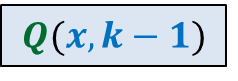 Q(x, k − 1)